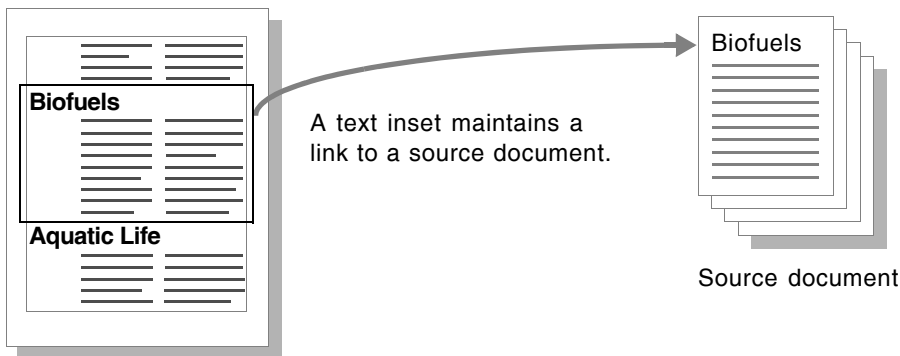 Biofuels
Aquatic Life
A text inset maintains a
link to a source document.
Biofuels
Source document